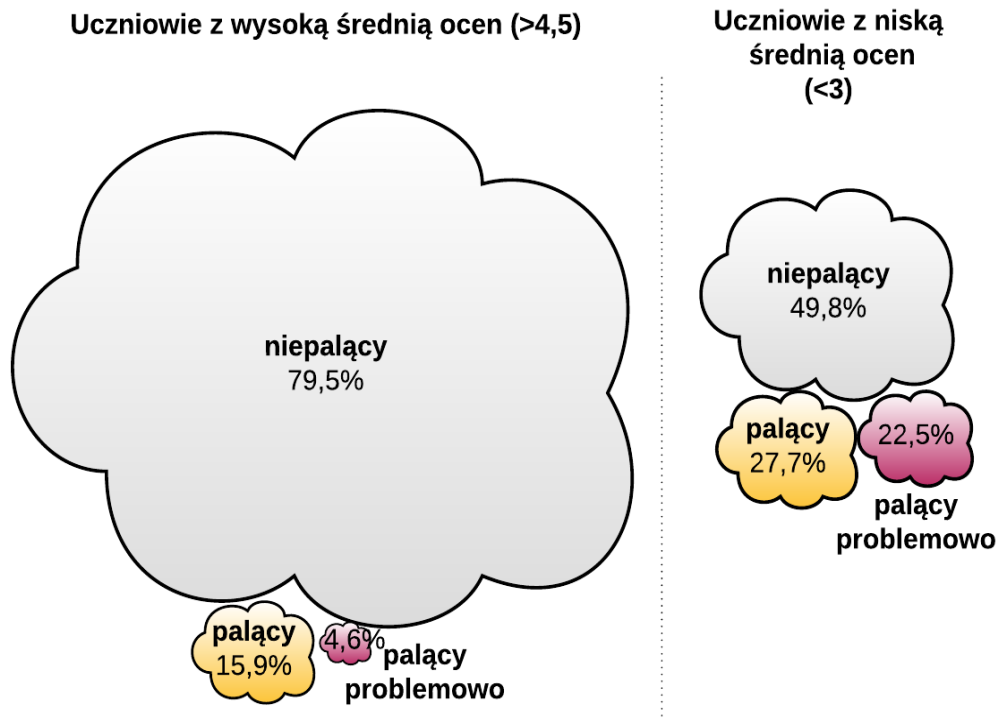 Uczniowie z wysoką średnią ocen (>4,5)
niepalący
79,5%
palący
15,9%
4,6%
palący
problemowo
Uczniowie z niską
średnią ocen
(<3)
niepalący
49,8%
palący
27,7%
22,5%
palący
problemowo